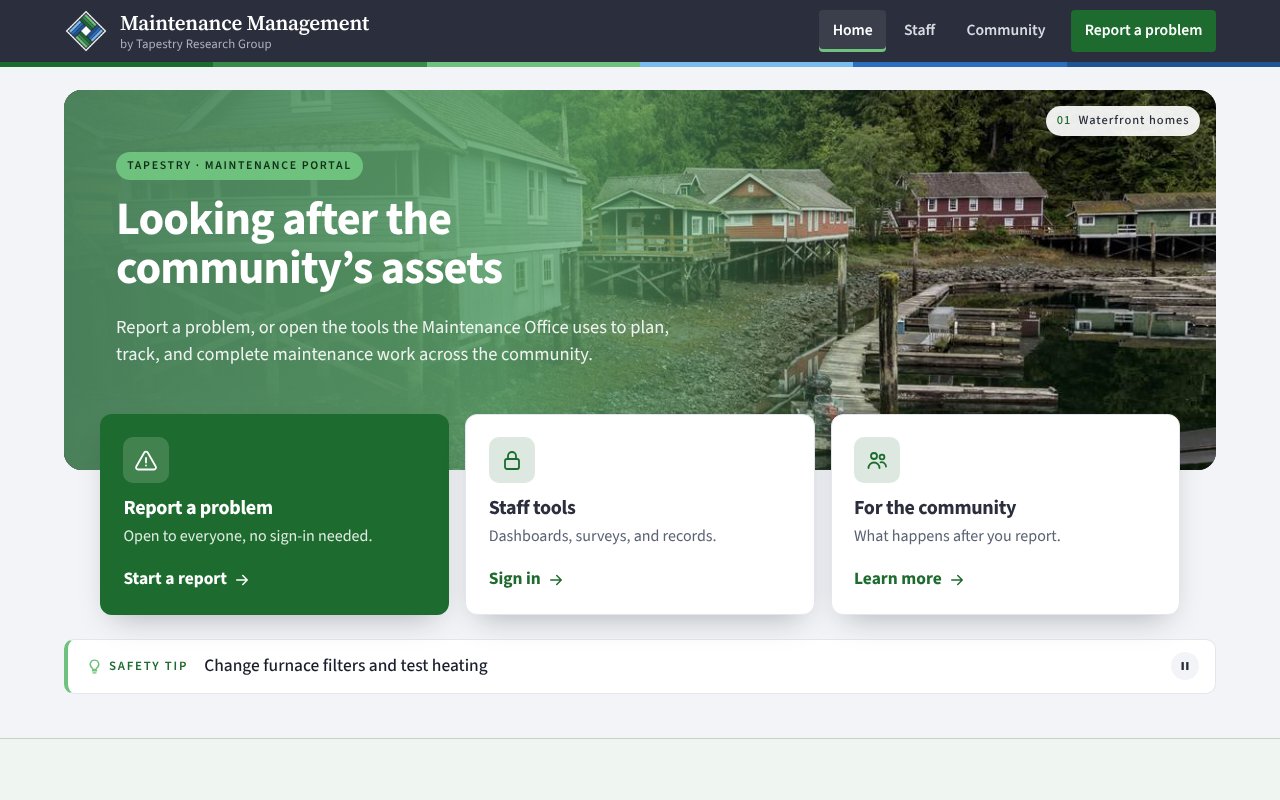 Maintenance Management
by Tapestry Research Group
Home
Staff
Community
Report a problem
01 Waterfront homes
TAPESTRY · MAINTENANCE PORTAL
Looking after the
community’s assets
Report a problem, or open the tools the Maintenance Office uses to plan,
track, and complete maintenance work across the community.
Report a problem
Open to everyone, no sign-in needed.
Start a report →
Staff tools
Dashboards, surveys, and records.
Sign in →
For the community
What happens after you report.
Learn more →
SAFETY TIP Change furnace filters and test heating